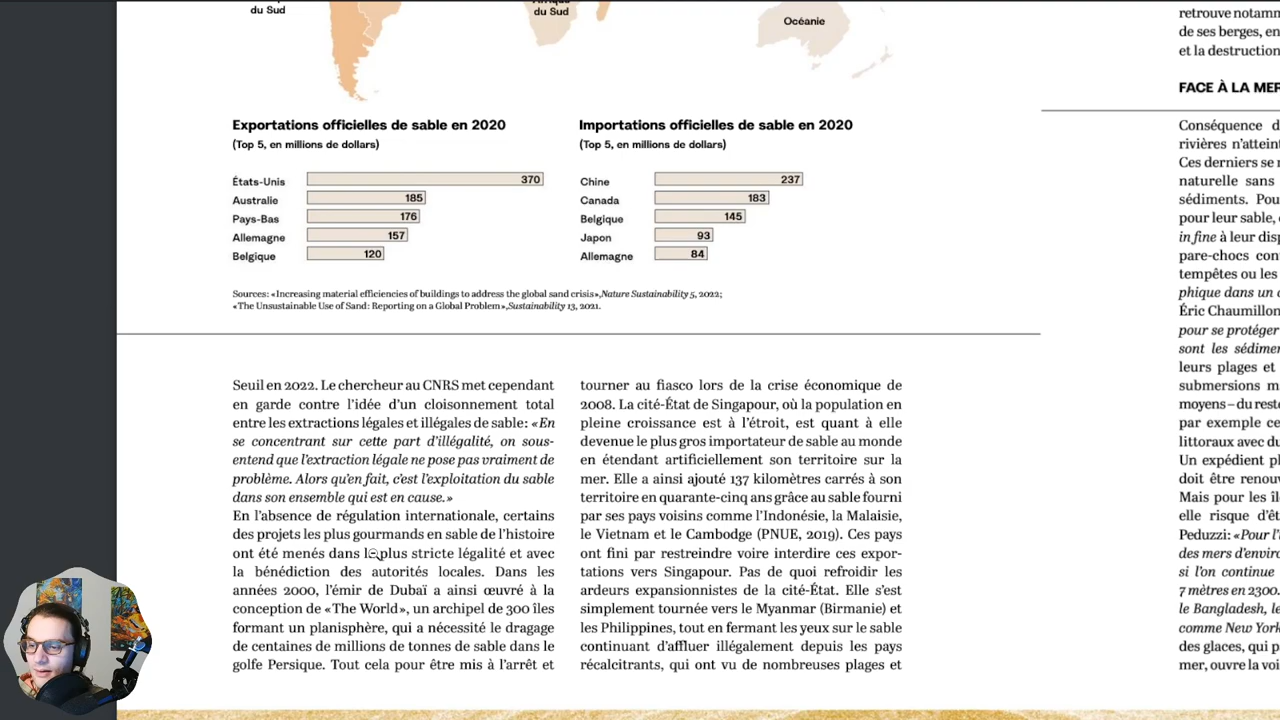 du Sud
du Sud
Océanie
Exportations officielles de sable en 2020
(Top 5, en millions de dollars)
États-Unis 370
Australie 185
Pays-Bas 176
Allemagne 157
Belgique 120
Importations officielles de sable en 2020
(Top 5, en millions de dollars)
Chine 237
Canada 183
Belgique 145
Japon 93
Allemagne 84
Sources: «Increasing material efficiencies of buildings to address the global sand crisis», Nature Sustainability 5, 2022;
«The Unsustainable Use of Sand: Reporting on a Global Problem», Sustainability 13, 2021.
Seuil en 2022. Le chercheur au CNRS met cependant
en garde contre l'idée d'un cloisonnement total
entre les extractions légales et illégales de sable: «En
se concentrant sur cette part d'illégalité, on sous-
entend que l'extraction légale ne pose pas vraiment de
problème. Alors qu'en fait, c'est l'exploitation du sable
dans son ensemble qui est en cause.»
En l'absence de régulation internationale, certains
des projets les plus gourmands en sable de l'histoire
ont été menés dans la plus stricte légalité et avec
la bénédiction des autorités locales. Dans les
années 2000, l'émir de Dubaï a ainsi œuvré à la
conception de «The World», un archipel de 300 îles
formant un planisphère, qui a nécessité le dragage
de centaines de millions de tonnes de sable dans le
golfe Persique. Tout cela pour être mis à l'arrêt et
tourner au fiasco lors de la crise économique de
2008. La cité-État de Singapour, où la population en
pleine croissance est à l'étroit, est quant à elle
devenue le plus gros importateur de sable au monde
en étendant artificiellement son territoire sur la
mer. Elle a ainsi ajouté 137 kilomètres carrés à son
territoire en quarante-cinq ans grâce au sable fourni
par ses pays voisins comme l'Indonésie, la Malaisie,
le Vietnam et le Cambodge (PNUE, 2019). Ces pays
ont fini par restreindre voire interdire ces expor-
tations vers Singapour. Pas de quoi refroidir les
ardeurs expansionnistes de la cité-État. Elle s'est
simplement tournée vers le Myanmar (Birmanie) et
les Philippines, tout en fermant les yeux sur le sable
continuant d'affluer illégalement depuis les pays
récalcitrants, qui ont vu de nombreuses plages et
retrouve
de ses berges, en
et la destruction
FACE À LA
Conséquence
rivières
Ces derniers se
naturelle sans
sédiments.
pour leur sable,
in fine à leur
pare-chocs
tempêtes ou les
phique dans un
Éric Chaumillon
pour se protéger
sont les
leurs plages et
submersions
moyens – du
par exemple
littoraux avec
Un expédient
doit être
Mais pour les
elle risque
Peduzzi: «Pour
des mers
si l'on continue
7 mètres en 2300.
le Bangladesh,
comme New York
des glaces, qui
mer, ouvre la